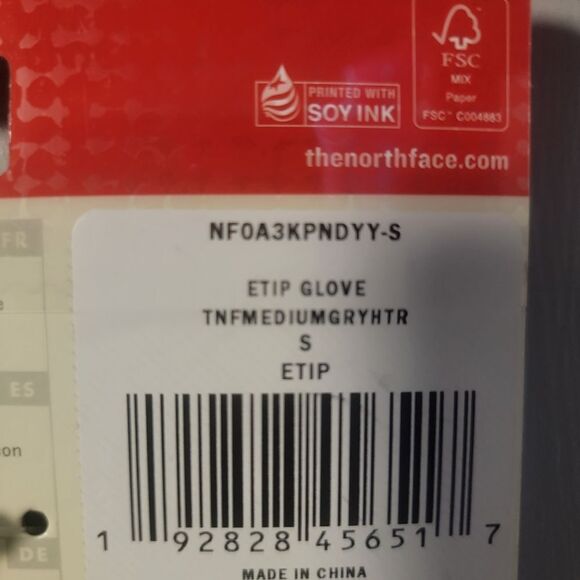 FSC
MIX
Paper
FSC™ C004883
PRINTED WITH
SOY INK
thenorthface.com
FR
NF0A3KPNDYY-S
ETIP GLOVE
TNFMEDIUMGRYHTR
S
ETIP
ES
1 92828 45651 7
DE
MADE IN CHINA